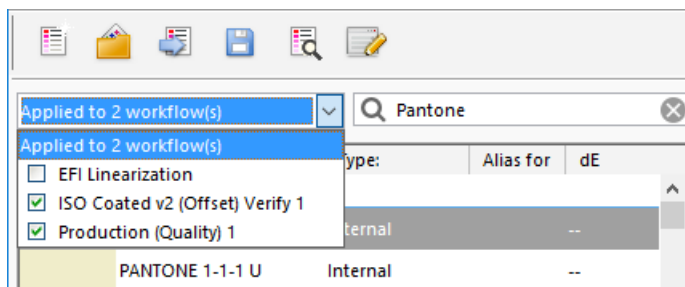 Applied to 2 workflow(s)
Pantone
Applied to 2 workflow(s)
EFI Linearization
ISO Coated v2 (Offset) Verify 1
Production (Quality) 1
ype: Alias for dE
ternal --
PANTONE 1-1-1 U Internal --